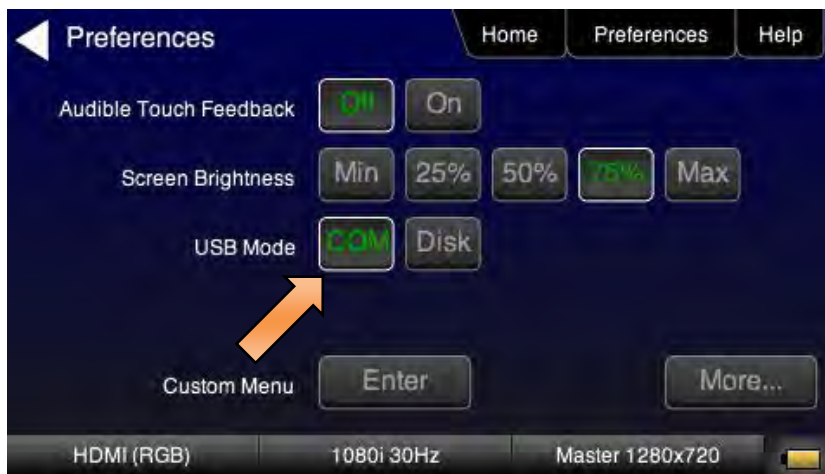 Preferences Home Preferences Help
Audible Touch Feedback Off On
Screen Brightness Min 25% 50% 75% Max
USB Mode COM Disk
Custom Menu Enter More...
HDMI (RGB) 1080i 30Hz Master 1280x720